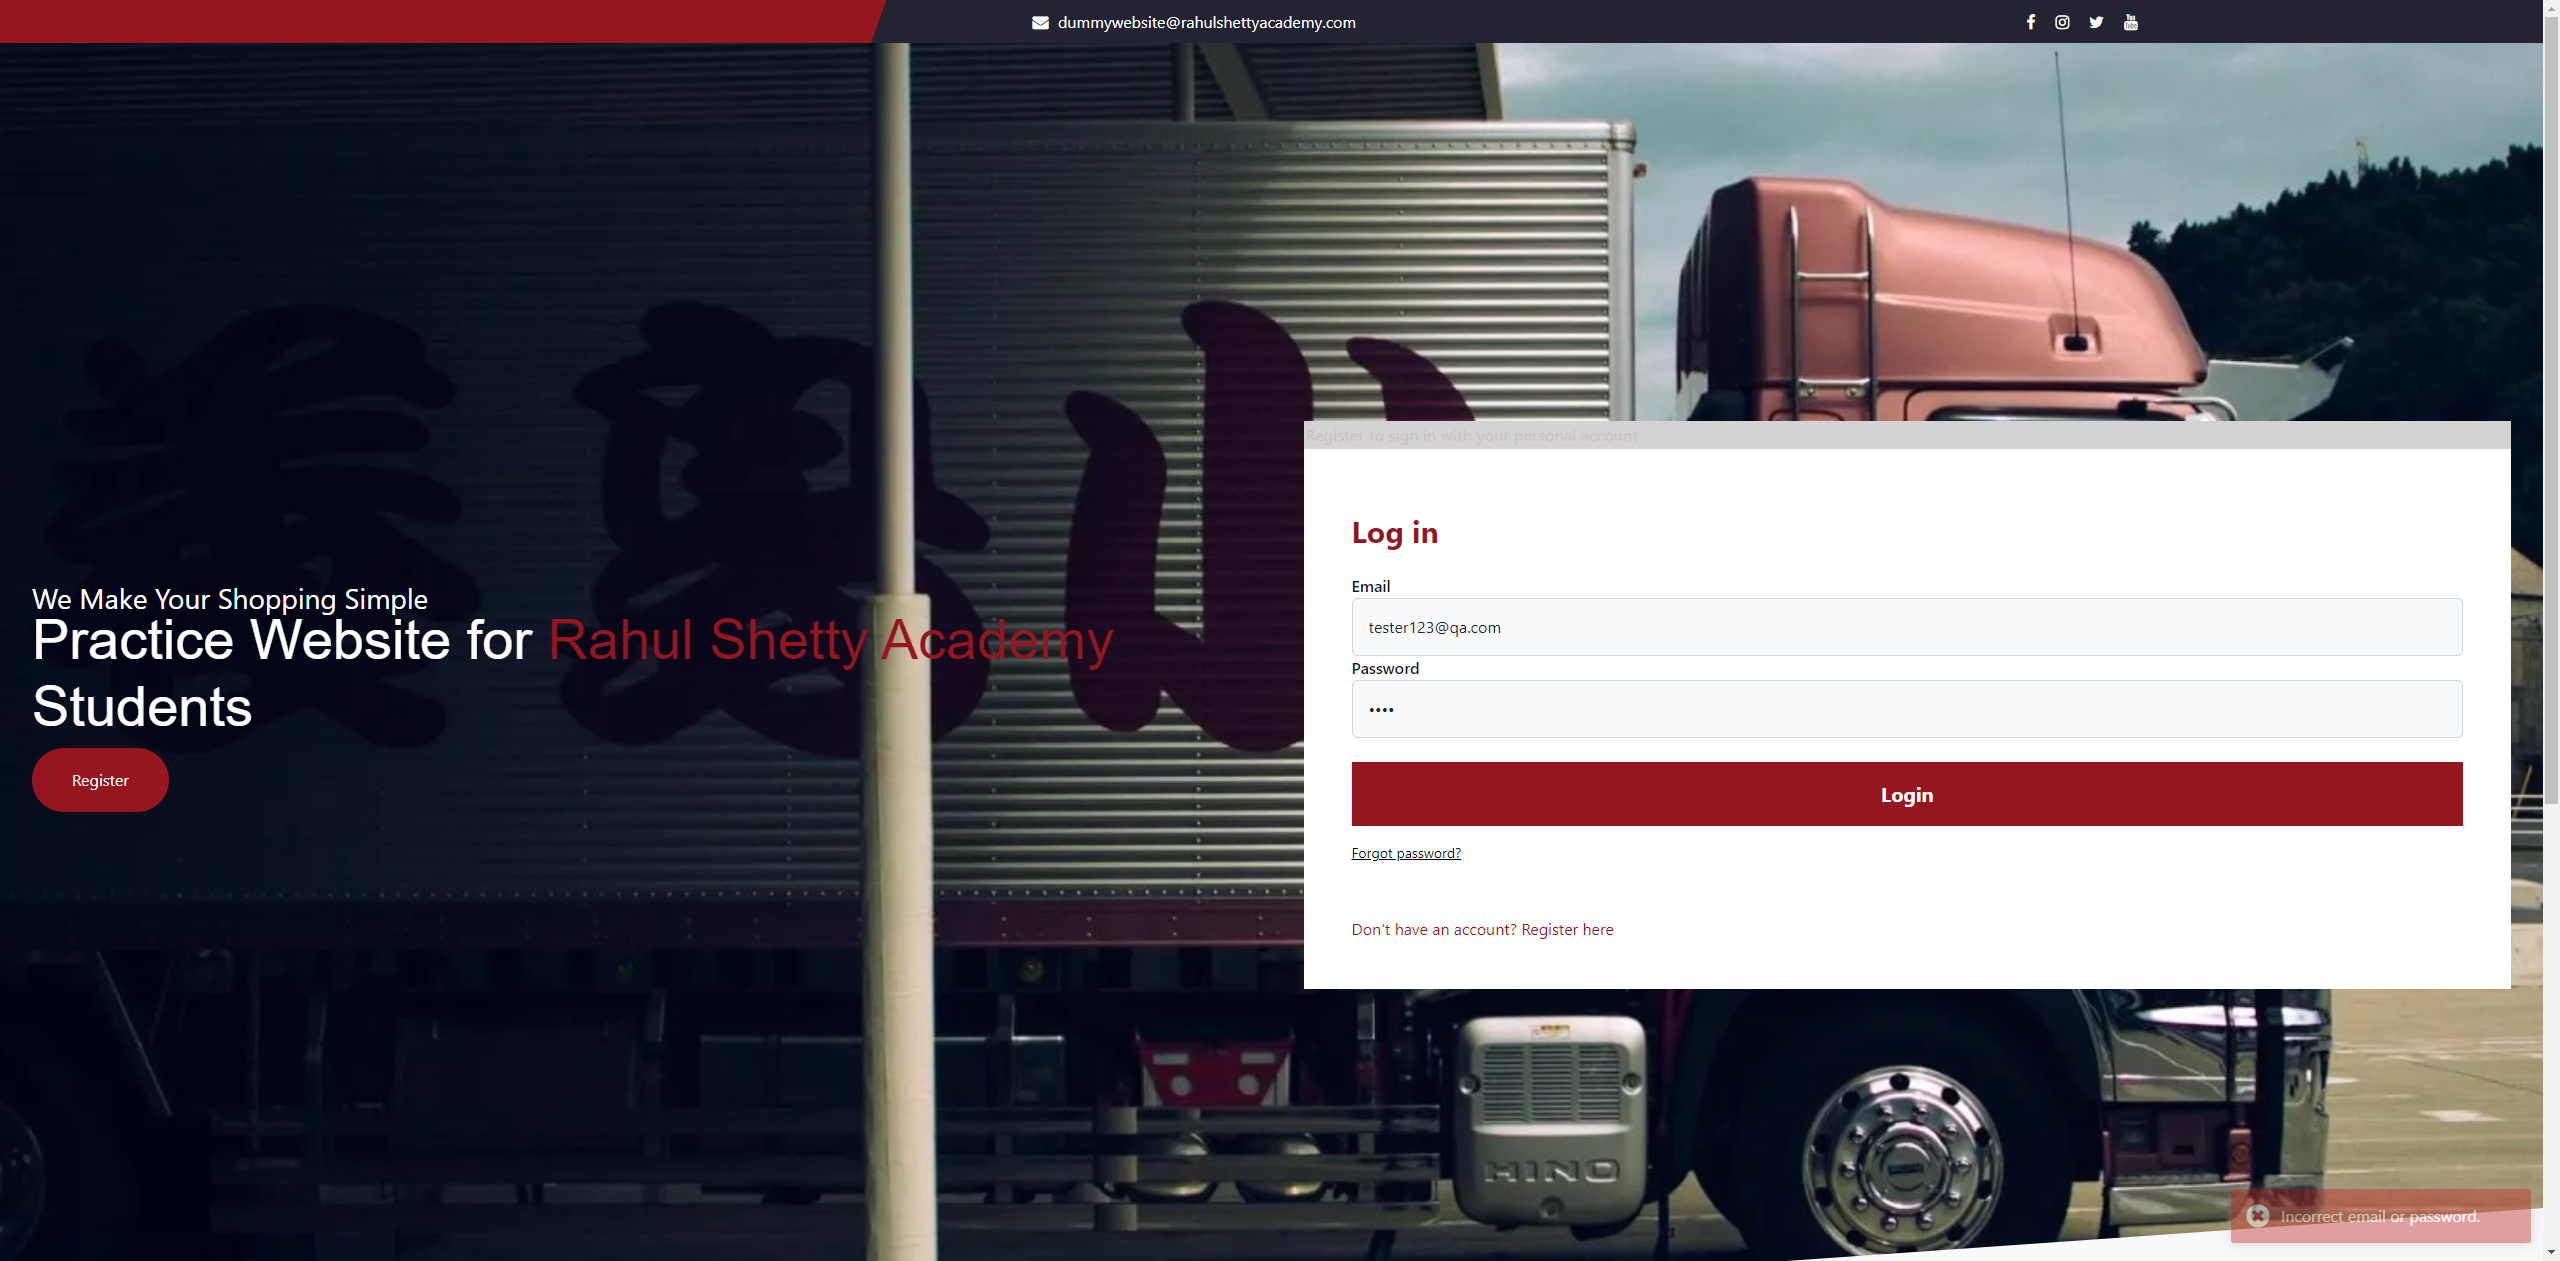 dummywebsite@rahulshettyacademy.com
Register to sign in with your personal account
Log in
Email
tester123@qa.com
Password
••••
Login
Forgot password?
Don't have an account? Register here
We Make Your Shopping Simple
Practice Website for Rahul Shetty Academy
Students
Register
HINO
Incorrect email or password.